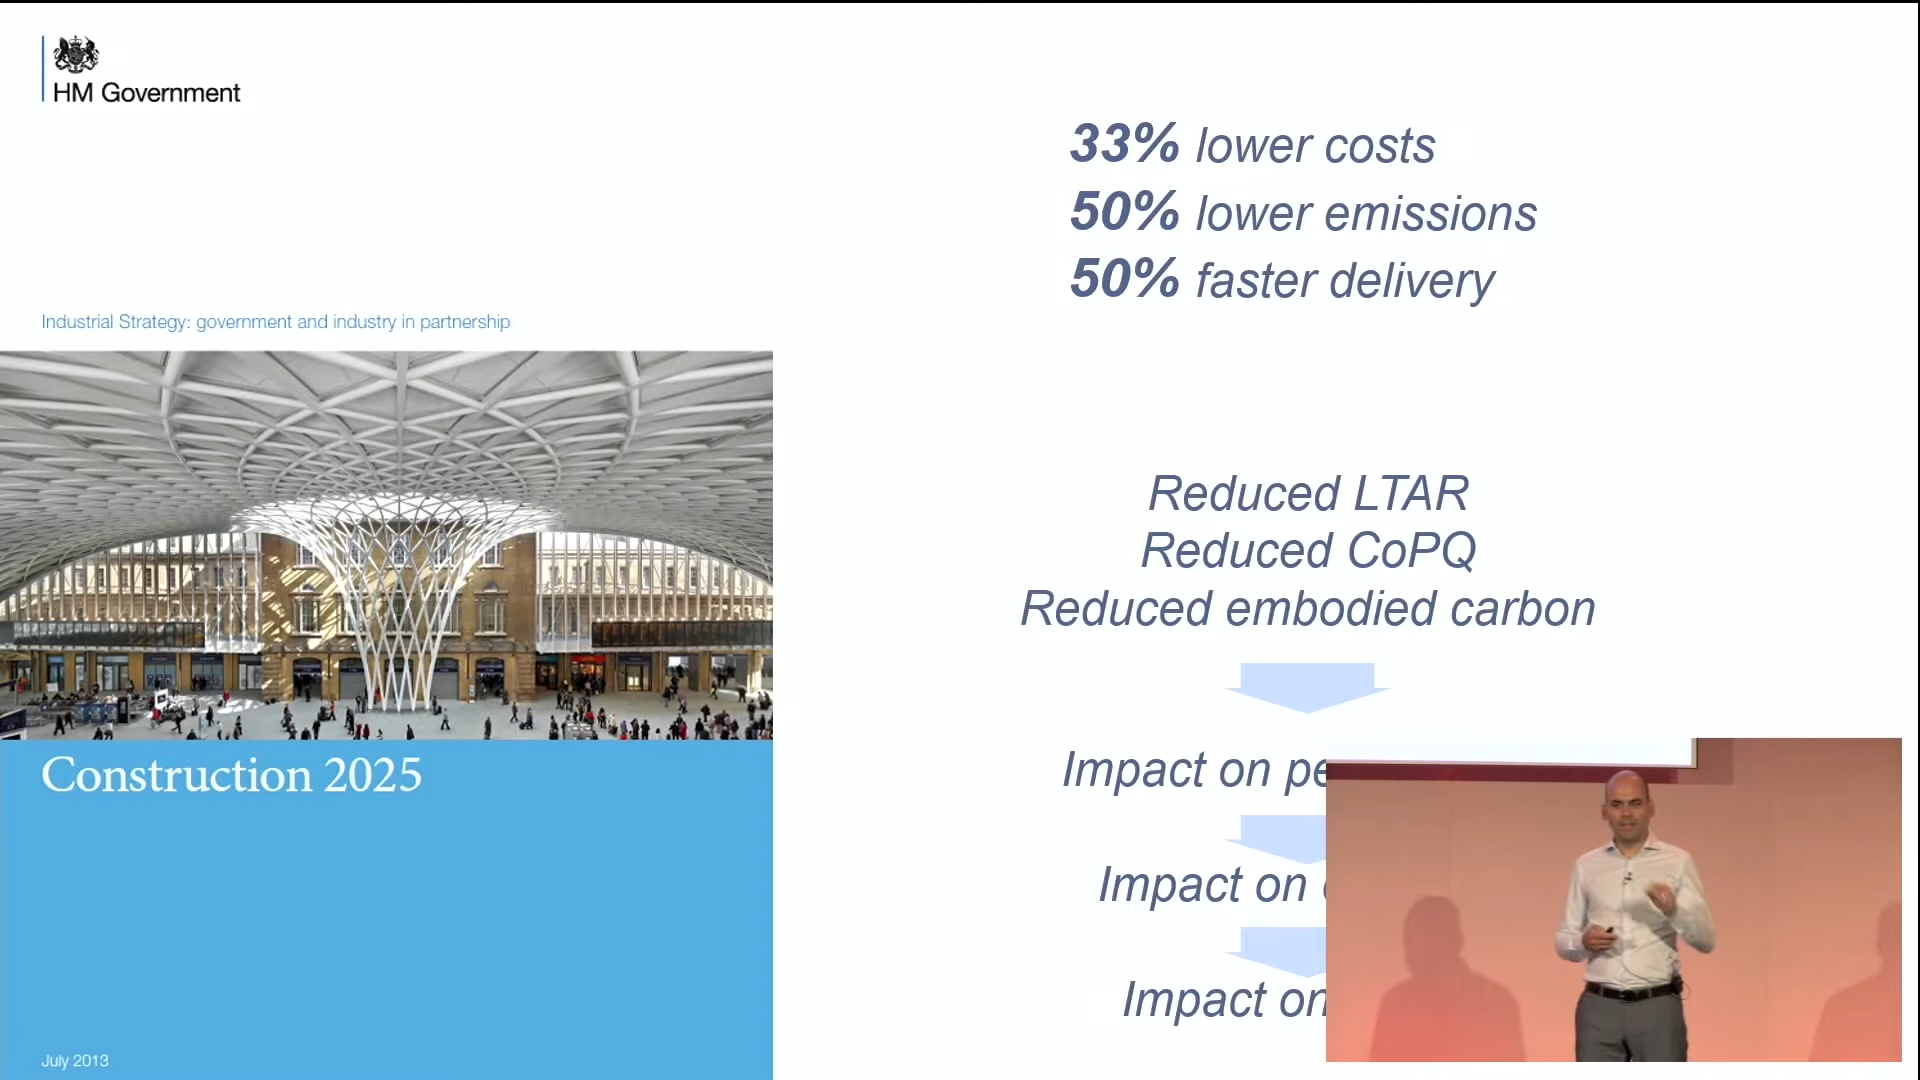 HM Government
Industrial Strategy: government and industry in partnership
Construction 2025
July 2013
33% lower costs
50% lower emissions
50% faster delivery
Reduced LTAR
Reduced CoPQ
Reduced embodied carbon
Impact on
Impact on
Impact on